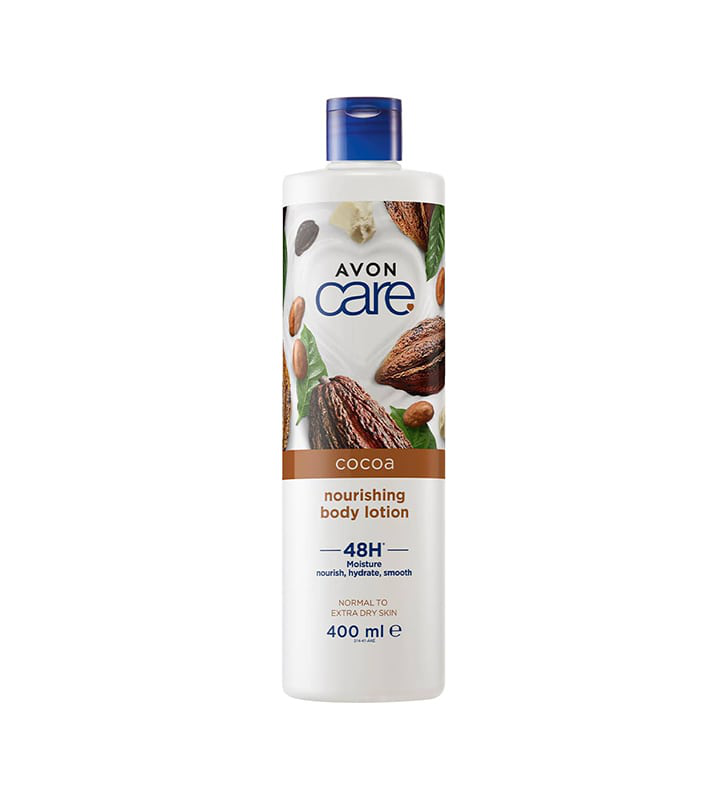 AVON
care
cocoa
nourishing
body lotion
48H*
Moisture
nourish, hydrate, smooth
NORMAL TO
EXTRA DRY SKIN
400 ml e